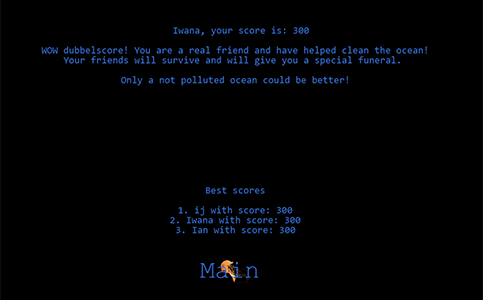 Iwana, your score is: 300
WOW dubbelscore! You are a real friend and have helped clean the ocean!
Your friends will survive and will give you a special funeral.
Only a not polluted ocean could be better!
Best scores
1. ij with score: 300
2. Iwana with score: 300
3. Ian with score: 300
Main